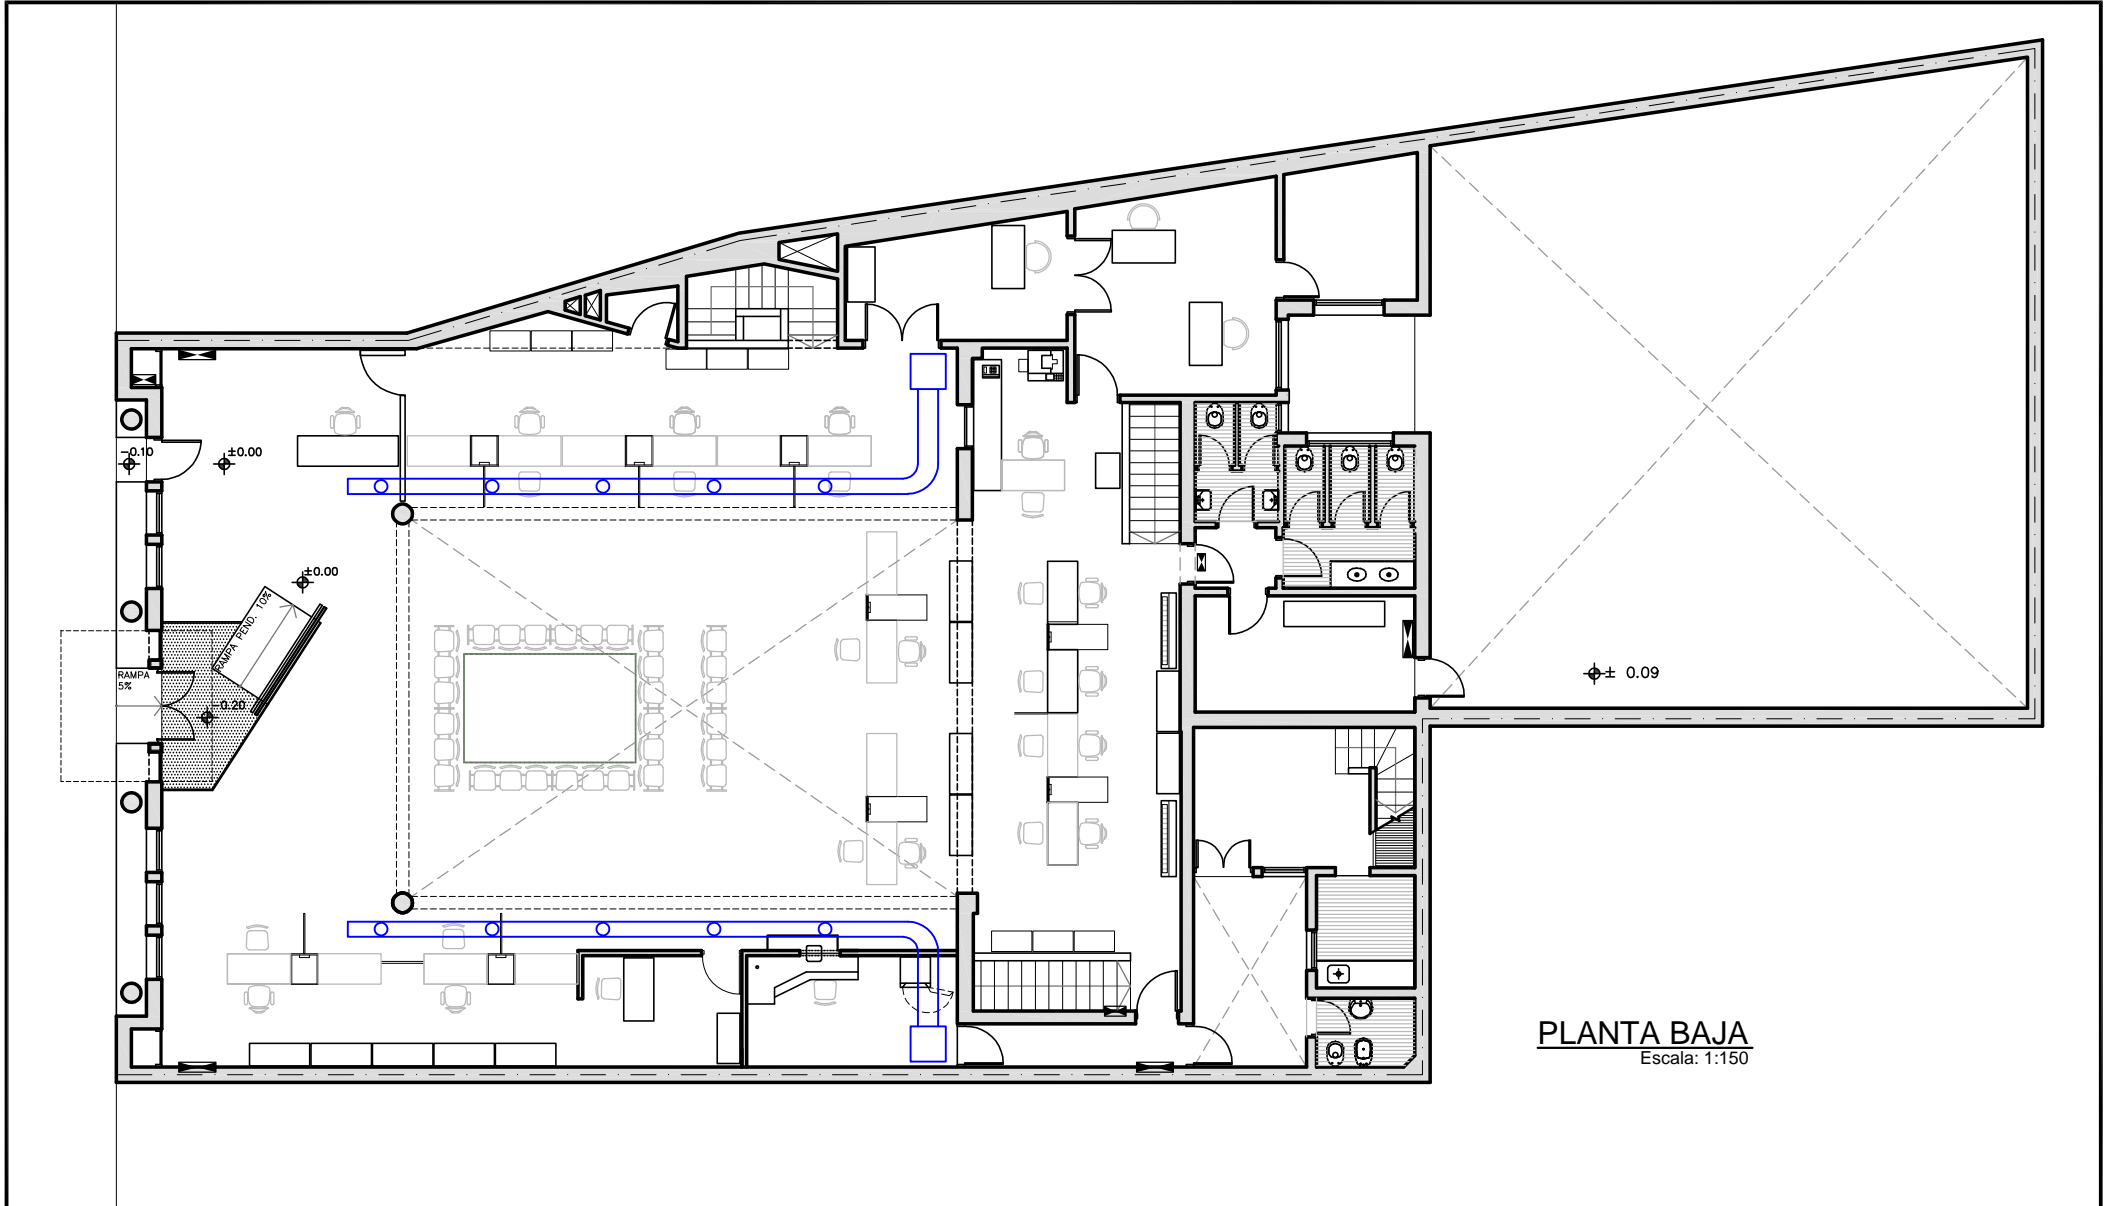 -0.10
±0.00
±0.00
RAMPA PEND. 10%
RAMPA
5%
-0.20
± 0.09
PLANTA BAJA
Escala: 1:150